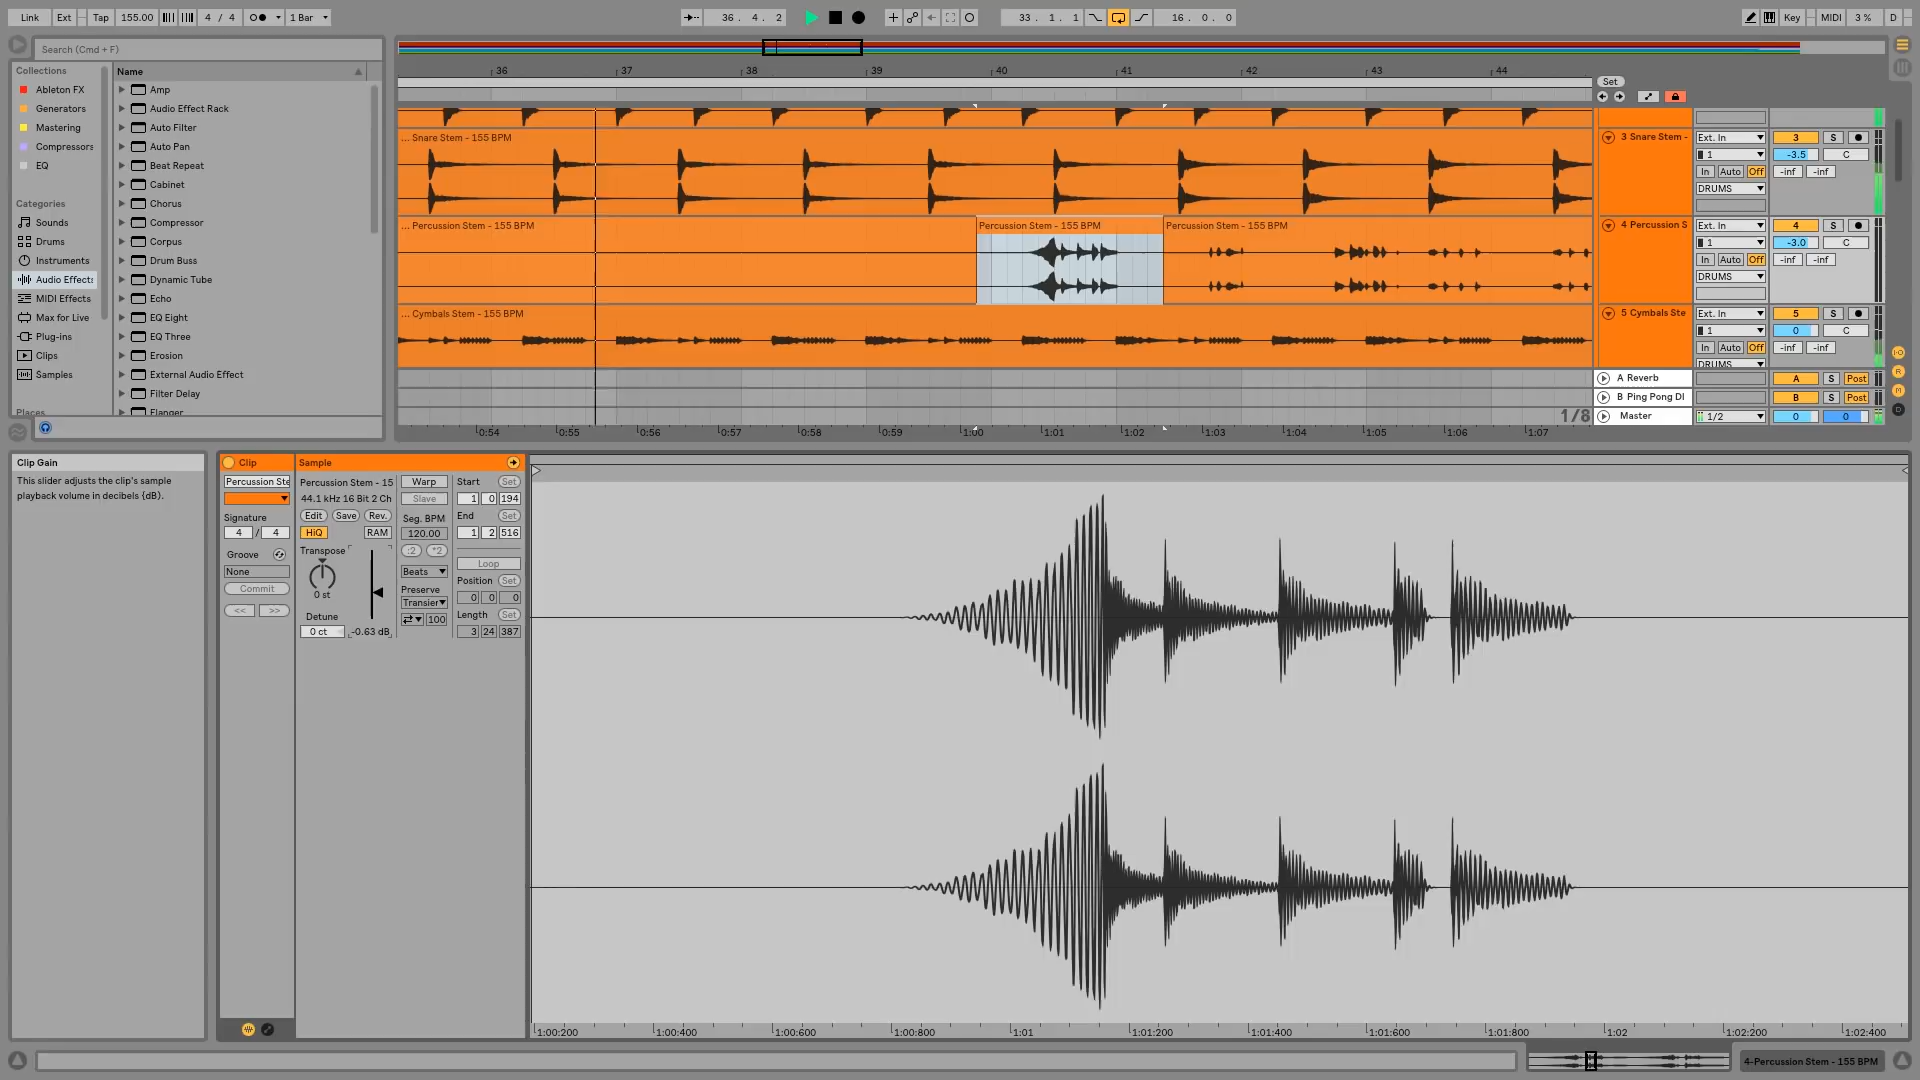 Link Ext Tap 155.00 4 / 4 1 Bar 36 . 4 . 2 33 . 1 . 1 16 . 0 . 0 Key MIDI 3 % D
Search (Cmd + F)
Collections
Ableton FX
Generators
Mastering
Compressors
EQ
Categories
Sounds
Drums
Instruments
Audio Effects
MIDI Effects
Max for Live
Plug-ins
Clips
Samples
Places
Name
Amp
Audio Effect Rack
Auto Filter
Auto Pan
Beat Repeat
Cabinet
Chorus
Compressor
Corpus
Drum Buss
Dynamic Tube
Echo
EQ Eight
EQ Three
Erosion
External Audio Effect
Filter Delay
Flanger
36 37 38 39 40 41 42 43 44
Set
... Snare Stem - 155 BPM
3 Snare Stem - Ext. In 3 S
1 -3.5 C
In Auto Off -inf -inf
DRUMS
... Percussion Stem - 155 BPM Percussion Stem - 155 BPM Percussion Stem - 155 BPM
4 Percussion S Ext. In 4 S
1 -3.0 C
In Auto Off -inf -inf
DRUMS
... Cymbals Stem - 155 BPM
5 Cymbals Ste Ext. In 5 S
1 0 C
In Auto Off -inf -inf
DRUMS
A Reverb A S Post
B Ping Pong Dl B S Post
1/8 Master 1/2 0 0
0:54 0:55 0:56 0:57 0:58 0:59 1:00 1:01 1:02 1:03 1:04 1:05 1:06 1:07
Clip Gain
This slider adjusts the clip's sample
playback volume in decibels {dB}.
Clip
Percussion Ste
Signature
4 / 4
Groove
None
Commit
<< >>
Sample
Percussion Stem - 15
44.1 kHz 16 Bit 2 Ch
Edit Save Rev.
HiQ RAM
Transpose
0 st
Detune
0 ct -0.63 dB
Warp
Slave
Seg. BPM
120.00
:2 *2
Beats
Preserve
Transien
100
Start Set
1 0 194
End Set
1 2 516
Loop
Position Set
0 0 0
Length Set
3 24 387
1:00:200 1:00:400 1:00:600 1:00:800 1:01 1:01:200 1:01:400 1:01:600 1:01:800 1:02 1:02:200 1:02:400
4-Percussion Stem - 155 BPM